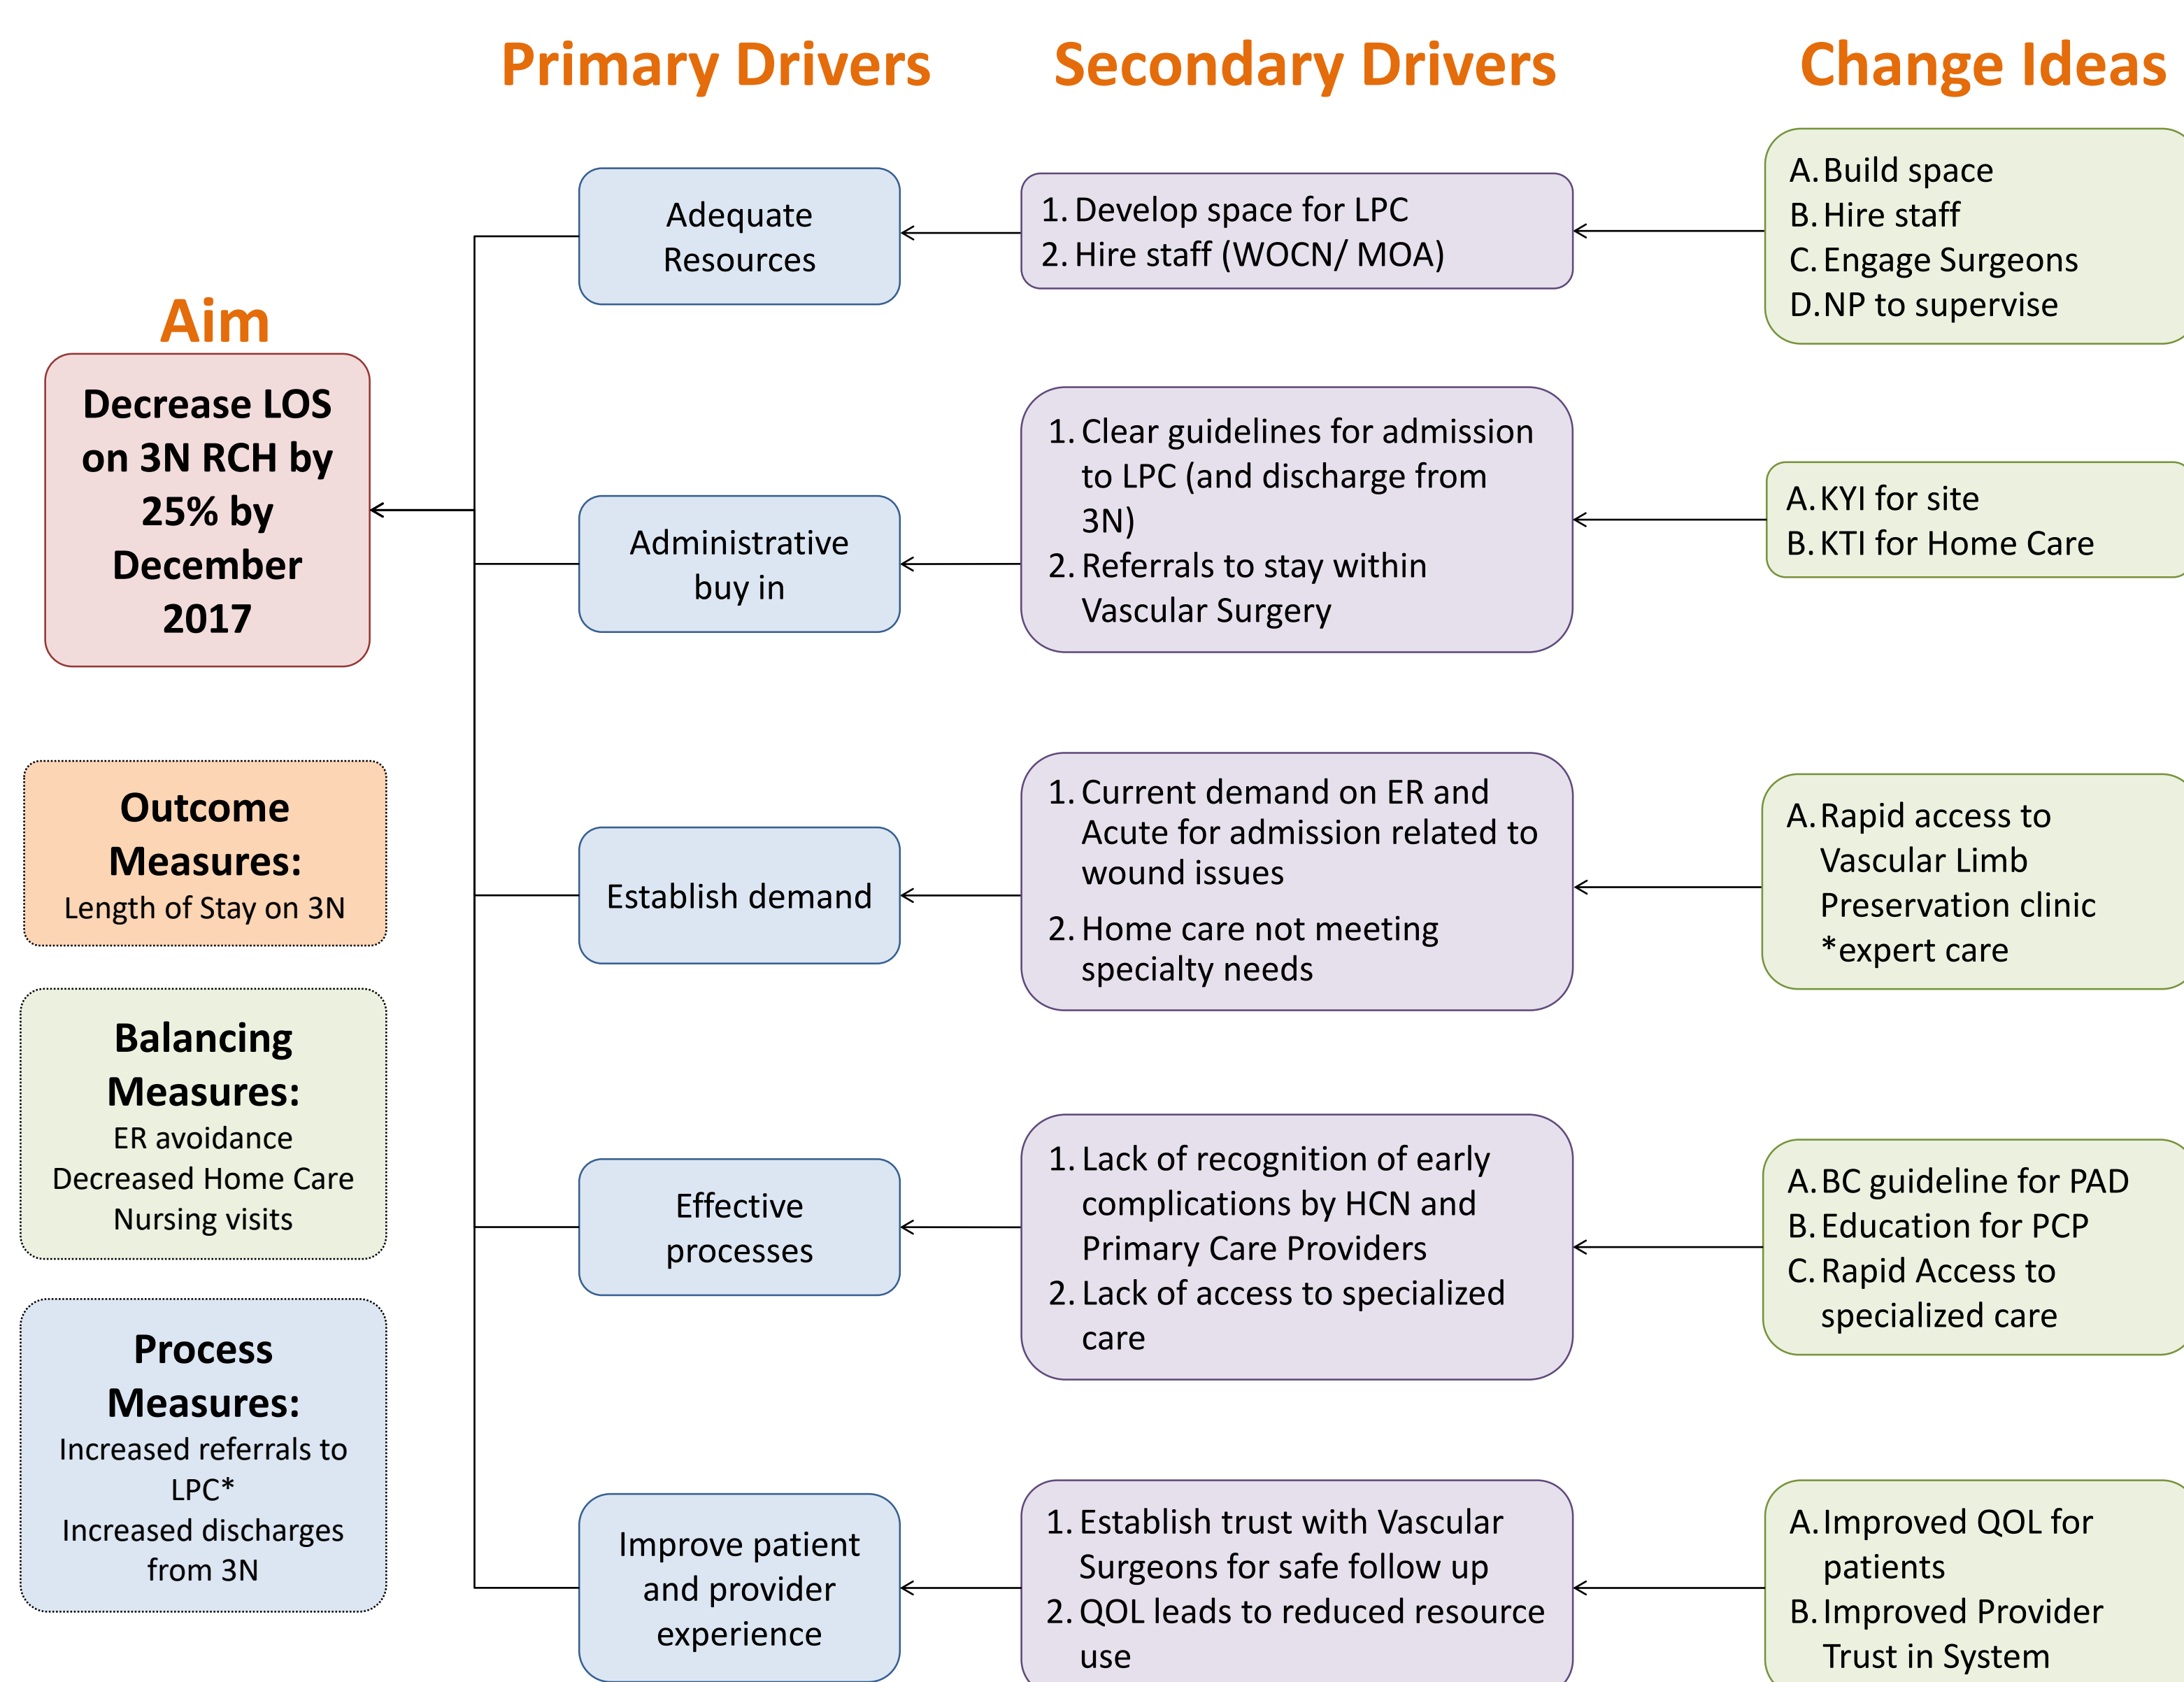 Primary Drivers
Secondary Drivers
Change Ideas
Aim
Decrease LOS
on 3N RCH by
25% by
December
2017
Outcome
Measures:
Length of Stay on 3N
Balancing
Measures:
ER avoidance
Decreased Home Care
Nursing visits
Process
Measures:
Increased referrals to
LPC*
Increased discharges
from 3N
Adequate
Resources
1. Develop space for LPC
2. Hire staff (WOCN/ MOA)
A. Build space
B. Hire staff
C. Engage Surgeons
D. NP to supervise
Administrative
buy in
1. Clear guidelines for admission
to LPC (and discharge from
3N)
2. Referrals to stay within
Vascular Surgery
A. KYI for site
B. KTI for Home Care
Establish demand
1. Current demand on ER and
Acute for admission related to
wound issues
2. Home care not meeting
specialty needs
A. Rapid access to
Vascular Limb
Preservation clinic
*expert care
Effective
processes
1. Lack of recognition of early
complications by HCN and
Primary Care Providers
2. Lack of access to specialized
care
A. BC guideline for PAD
B. Education for PCP
C. Rapid Access to
specialized care
Improve patient
and provider
experience
1. Establish trust with Vascular
Surgeons for safe follow up
2. QOL leads to reduced resource
use
A. Improved QOL for
patients
B. Improved Provider
Trust in System